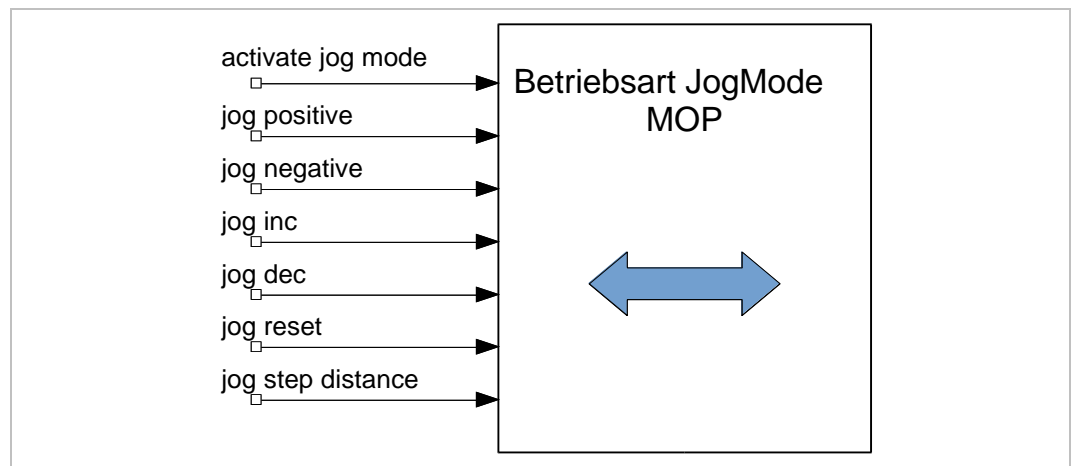 activate jog mode
jog positive
jog negative
jog inc
jog dec
jog reset
jog step distance
Betriebsart JogMode
MOP